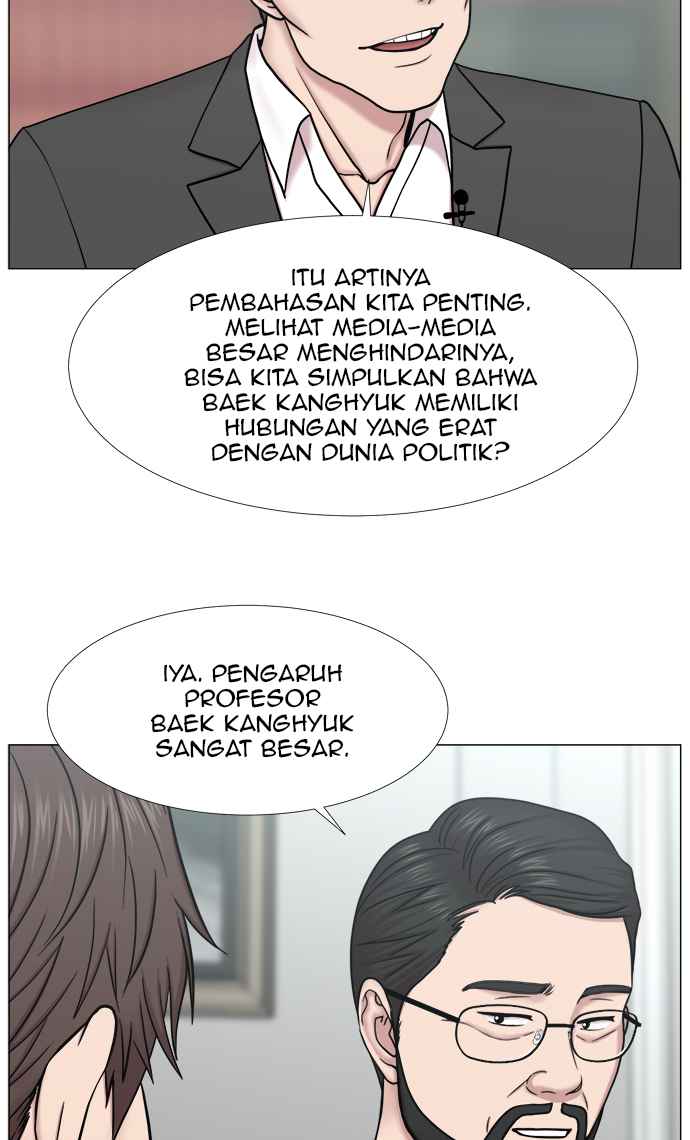 ITU ARTINYA
PEMBAHASAN KITA PENTING.
MELIHAT MEDIA-MEDIA
BESAR MENGHINDARINYA,
BISA KITA SIMPULKAN BAHWA
BAEK KANGHYUK MEMILIKI
HUBUNGAN YANG ERAT
DENGAN DUNIA POLITIK?
IYA. PENGARUH
PROFESOR
BAEK KANGHYUK
SANGAT BESAR.